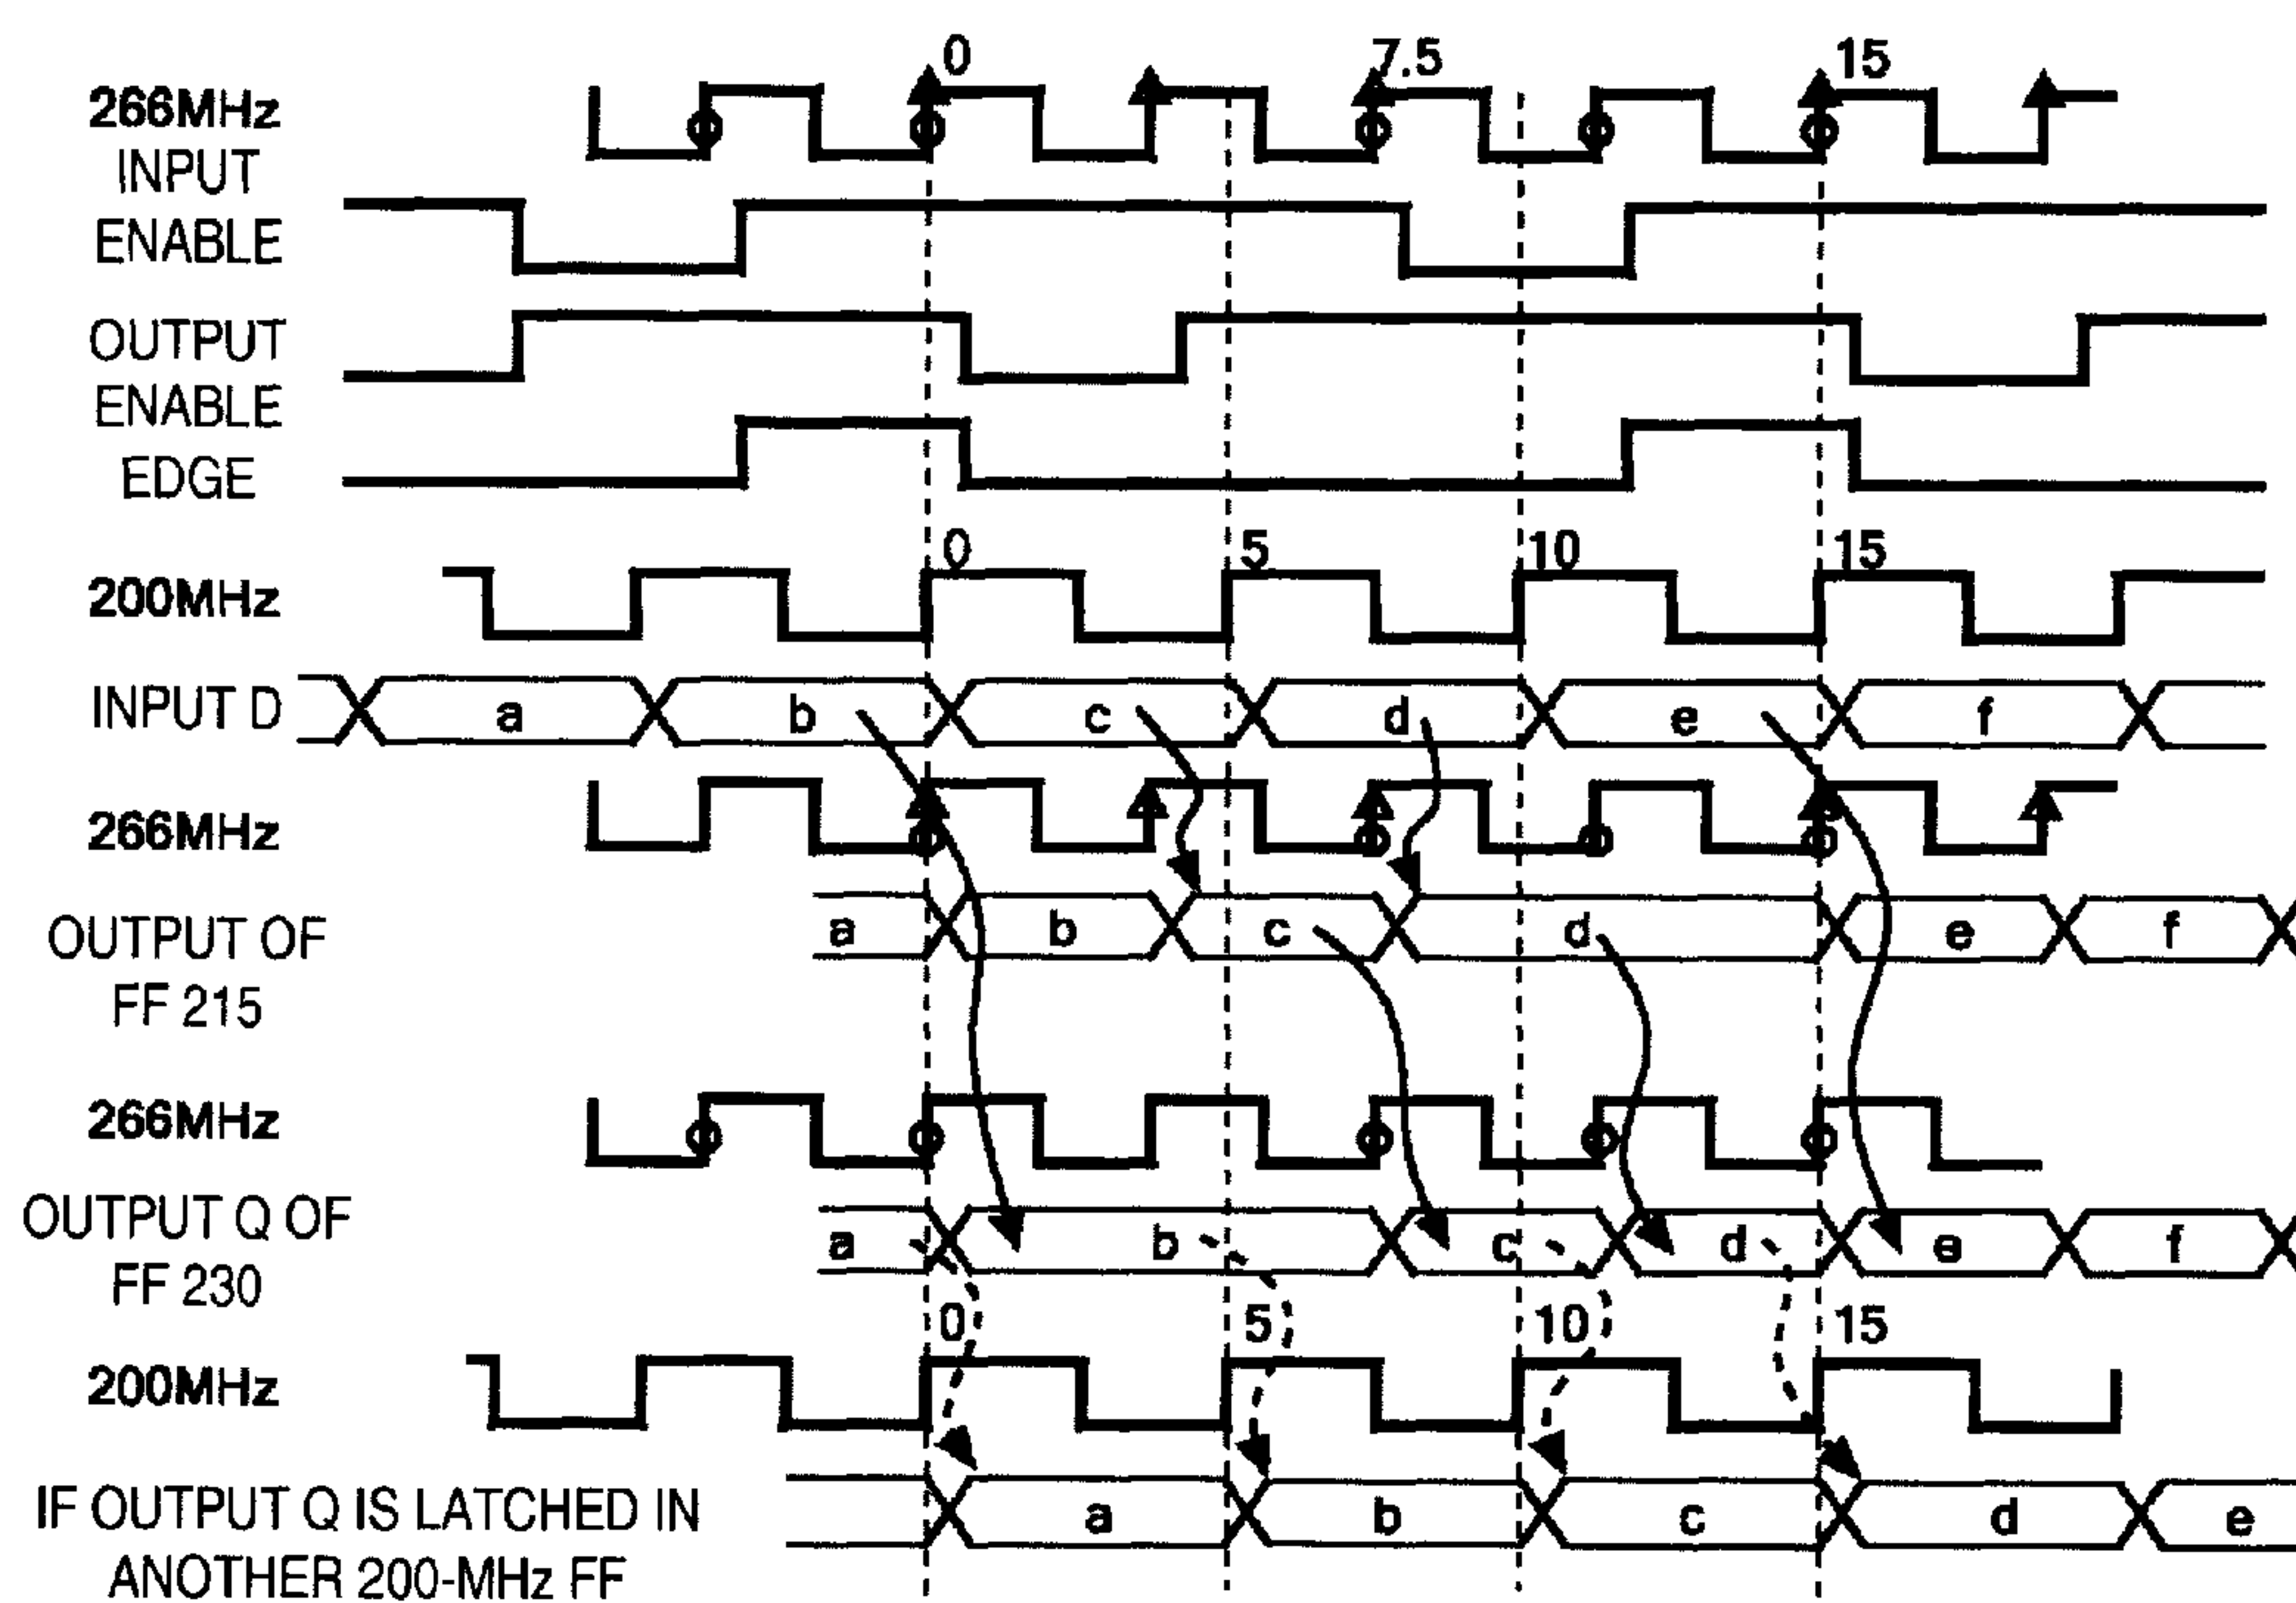 0 7.5 15
266MHz
INPUT
ENABLE
OUTPUT
ENABLE
EDGE
0 5 10 15
200MHz
INPUT D a b c d e f
266MHz
a b c d e f
OUTPUT OF
FF 215
266MHz
OUTPUT Q OF
a b c d e f
FF 230
0 5 10 15
200MHz
IF OUTPUT Q IS LATCHED IN
a b c d e
ANOTHER 200-MHz FF